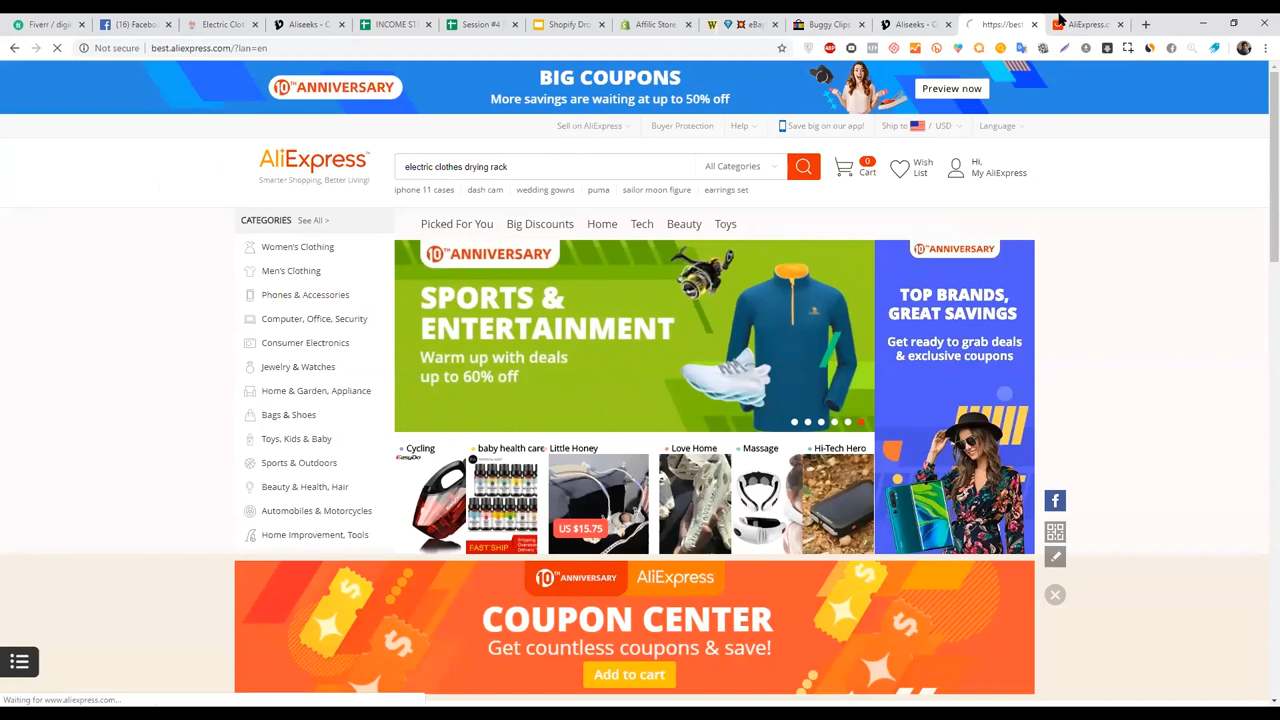 Fiverr / digi
(16) Facebo
Electric Clot
Aliseeks - C
INCOME ST
Session #4
Shopify Dro
Affilic Store
eBay
Buggy Clips
Aliseeks - C
https://best
AliExpress.c
Not secure
best.aliexpress.com/?lan=en
10TH ANNIVERSARY
BIG COUPONS
More savings are waiting at up to 50% off
Preview now
Sell on AliExpress
Buyer Protection
Help
Save big on our app!
Ship to / USD
Language
AliExpress™
Smarter Shopping, Better Living!
electric clothes drying rack
All Categories
0
Cart
Wish
List
Hi,
My AliExpress
iphone 11 cases
dash cam
wedding gowns
puma
sailor moon figure
earrings set
CATEGORIES See All >
Picked For You
Big Discounts
Home
Tech
Beauty
Toys
Women's Clothing
Men's Clothing
Phones & Accessories
Computer, Office, Security
Consumer Electronics
Jewelry & Watches
Home & Garden, Appliance
Bags & Shoes
Toys, Kids & Baby
Sports & Outdoors
Beauty & Health, Hair
Automobiles & Motorcycles
Home Improvement, Tools
10TH ANNIVERSARY
SPORTS &
ENTERTAINMENT
Warm up with deals
up to 60% off
10TH ANNIVERSARY
TOP BRANDS,
GREAT SAVINGS
Get ready to grab deals
& exclusive coupons
Cycling
baby health care
Little Honey
Love Home
Massage
Hi-Tech Hero
EasyDo
US $15.75
FAST SHIP
10TH ANNIVERSARY
AliExpress
COUPON CENTER
Get countless coupons & save!
Add to cart
Waiting for www.aliexpress.com...